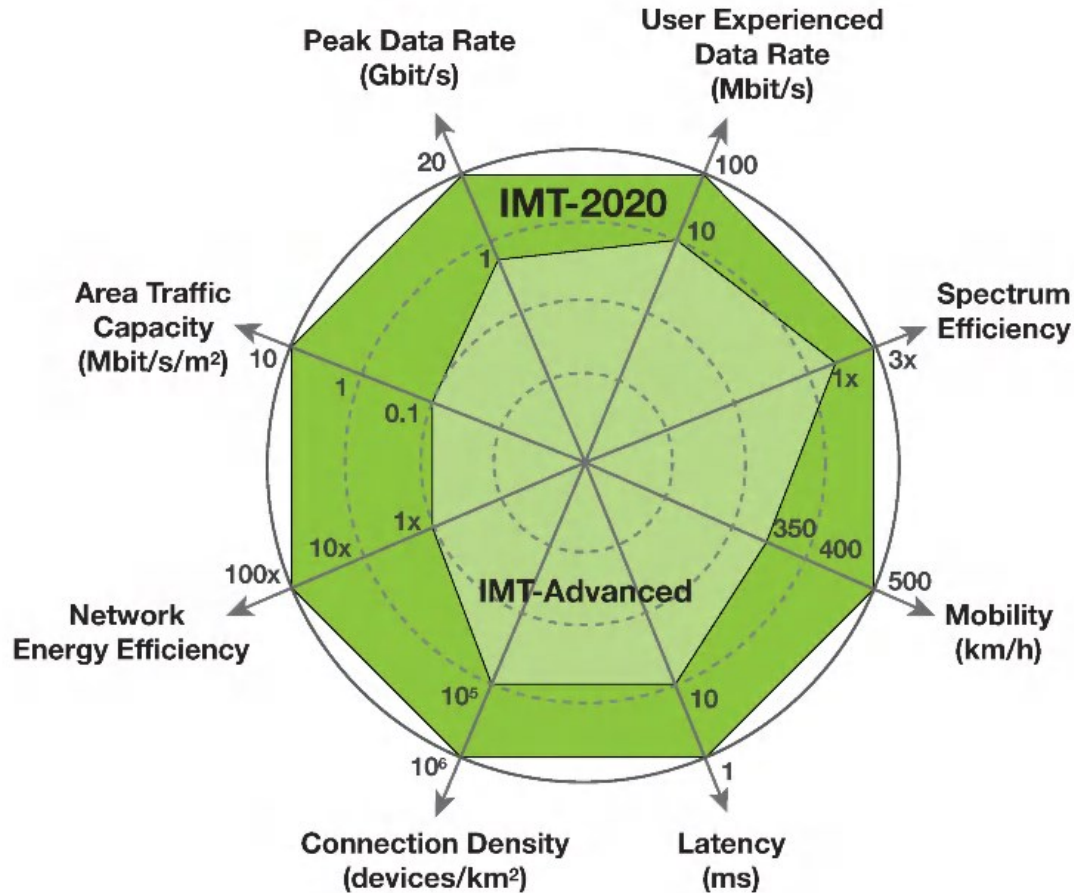 Peak Data Rate
(Gbit/s)
User Experienced
Data Rate
(Mbit/s)
20
100
IMT-2020
1
10
Area Traffic
Capacity
(Mbit/s/m²)
Spectrum
Efficiency
10
1
0.1
1x
3x
1x
10x
100x
350
400
500
Network
Energy Efficiency
IMT-Advanced
Mobility
(km/h)
10⁵
10
10⁶
1
Connection Density
(devices/km²)
Latency
(ms)